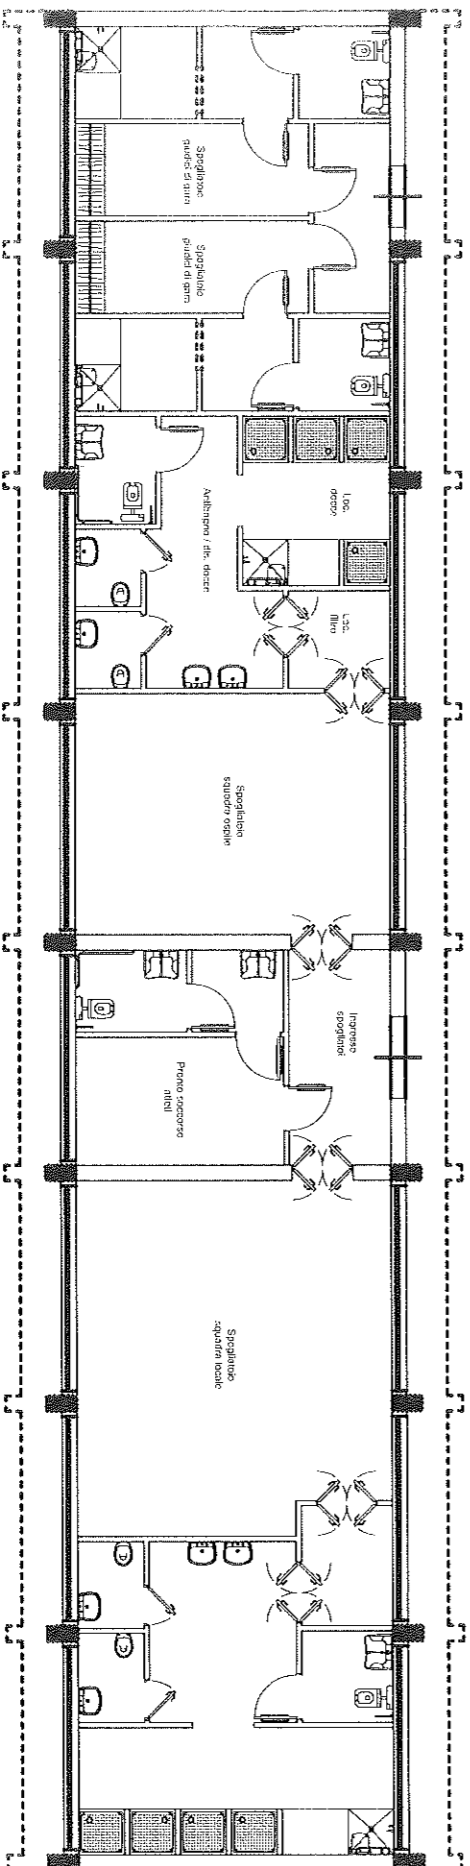 Spogliatoio
giudici di gara
Spogliatoio
giudici di gara
Loc.
docce
Antibagno / dis. docce
Loc.
filtro
Spogliatoio
squadra ospite
Ingresso
spogliatoi
Pronto soccorso
atleti
Spogliatoio
squadra locale